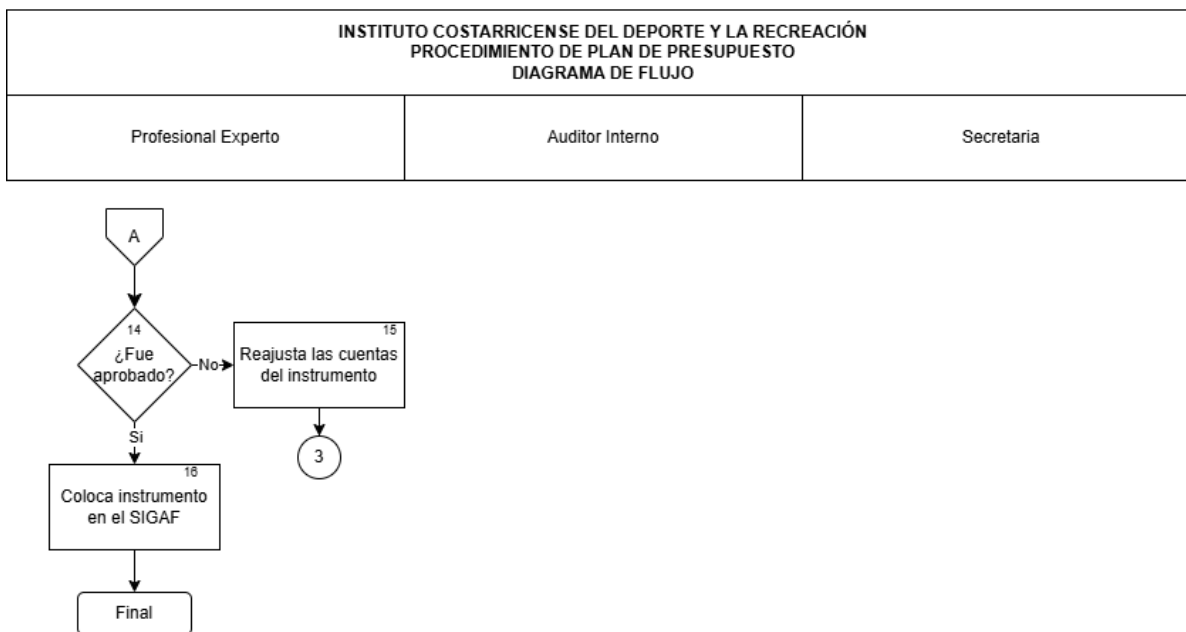 INSTITUTO COSTARRICENSE DEL DEPORTE Y LA RECREACIÓN
PROCEDIMIENTO DE PLAN DE PRESUPUESTO
DIAGRAMA DE FLUJO
Profesional Experto
Auditor Interno
Secretaria
A
14
¿Fue
aprobado?
No
15
Reajusta las cuentas
del instrumento
Si
3
16
Coloca instrumento
en el SIGAF
Final